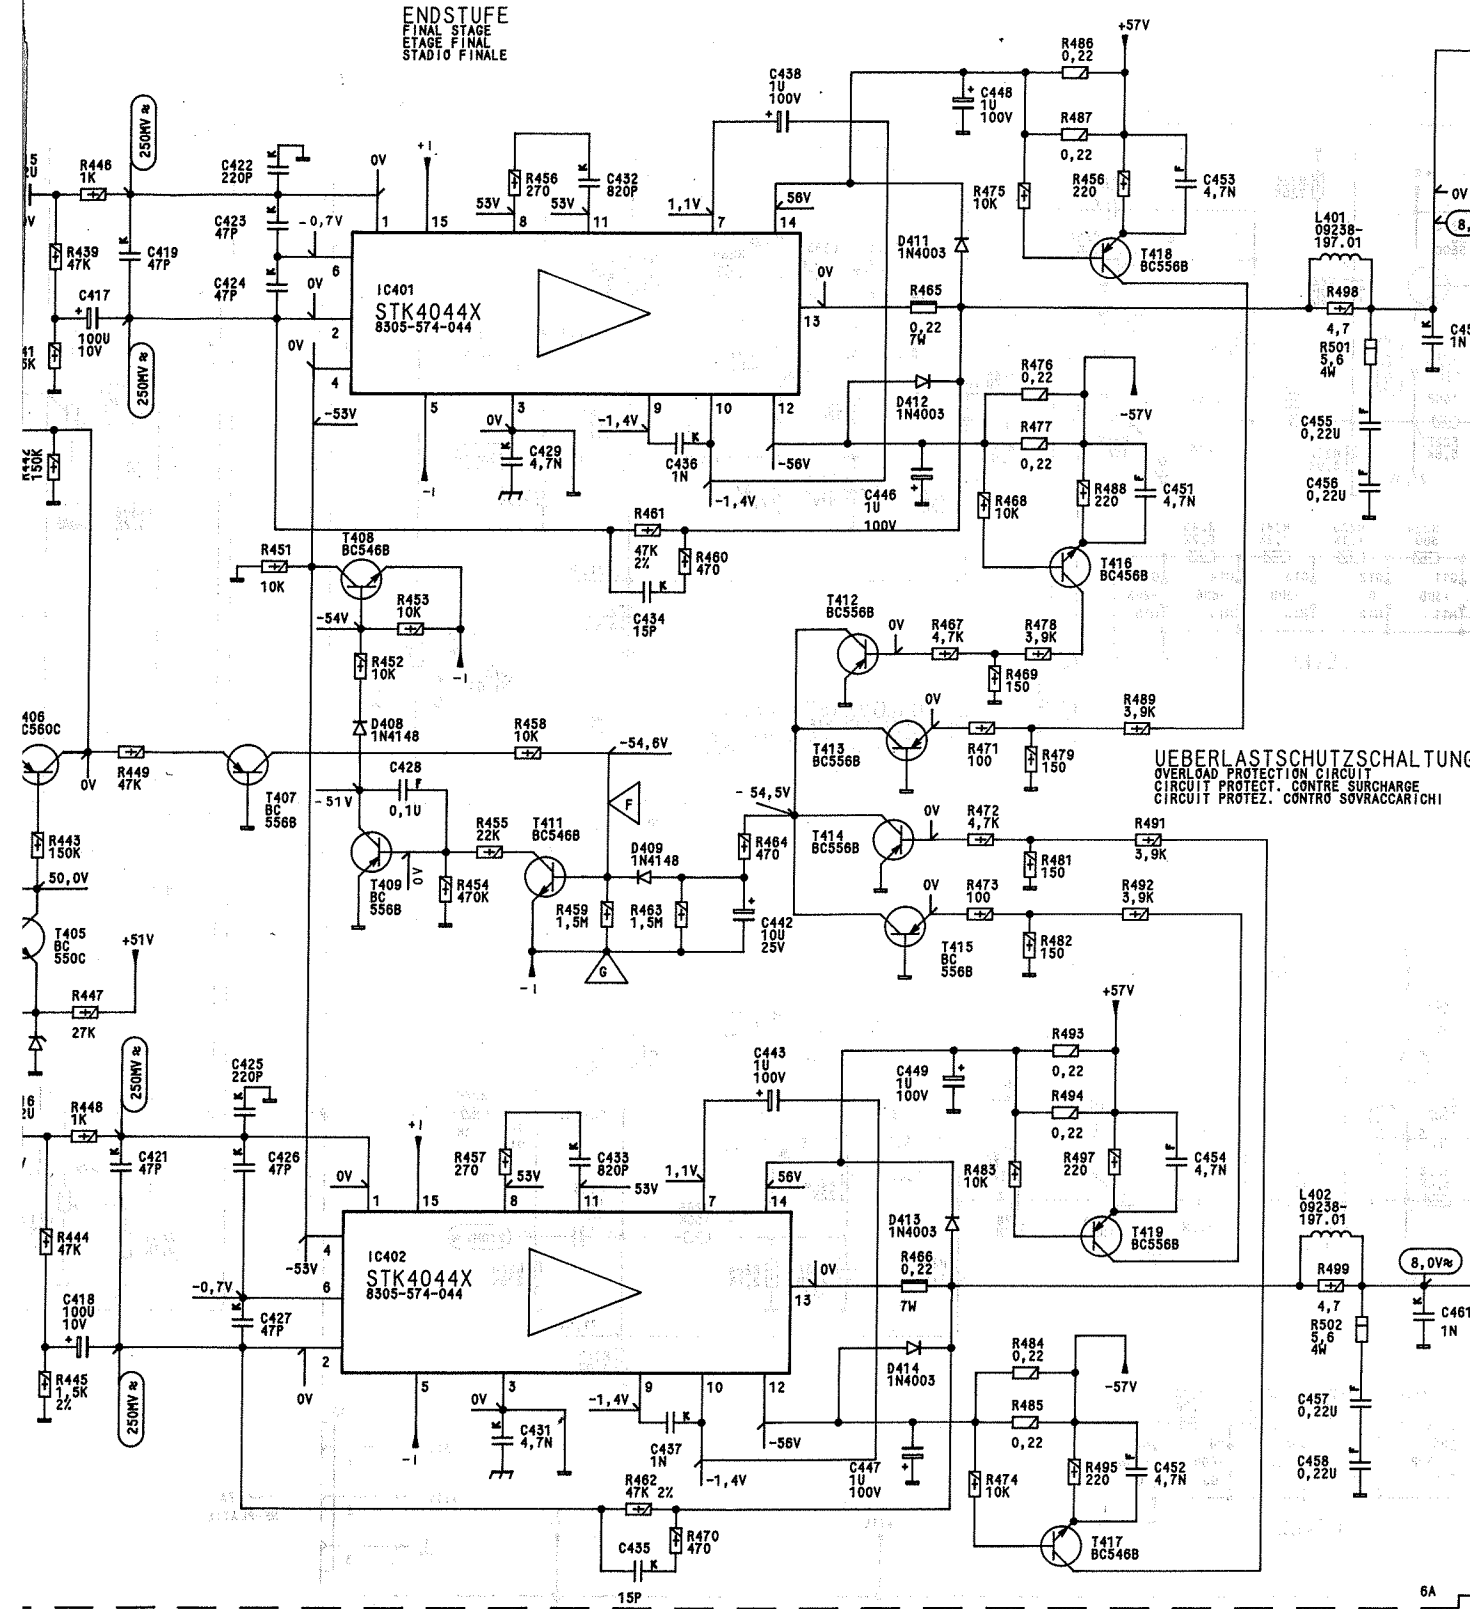 ENDSTUFE
FINAL STAGE
ETAGE FINAL
STADIO FINALE
+57V
R486
0,22
C438
1U
100V
C448
1U
100V
R487
0,22
250MV ≈
R446
1K
C422
220P
0V
+I
R456
270
C432
820P
53V
53V
1,1V
56V
R475
10K
R456
220
C453
4,7N
0V
8,
C423
47P
-0,7V
1
15
8
11
7
14
R439
47K
C419
47P
C424
47P
6
0V
D411
1N4003
T418
BC556B
L401
09238-
197.01
C417
100U
10V
IC401
STK4044X
8305-574-044
2
0V
4
13
0V
R465
0,22
7W
R498
4,7
R501
5,6
4W
1N
250MV ≈
-53V
5
3
9
10
12
D412
1N4003
R476
0,22
-57V
0V
C429
4,7N
-1,4V
C436
1N
-1,4V
-56V
R477
0,22
C455
0,22U
C456
0,22U
150K
-I
C446
1U
100V
R468
10K
R488
220
C451
4,7N
R461
47K
2%
R460
470
C434
15P
T416
BC456B
R451
10K
T408
BC546B
R453
10K
-54V
-I
R452
10K
T412
BC556B
0V
R467
4,7K
R478
3,9K
R469
150
406
C560C
0V
R449
47K
T407
BC
556B
D408
1N4148
R458
10K
-54,6V
T413
BC556B
0V
R471
100
R479
150
R489
3,9K
UEBERLASTSCHUTZSCHALTUNG
OVERLOAD PROTECTION CIRCUIT
CIRCUIT PROTECT. CONTRE SURCHARGE
CIRCUIT PROTEZ. CONTRO SOVRACCARICHI
C428
0,1U
-51V
F
-54,5V
R443
150K
50,0V
T409
BC
556B
0V
R455
22K
R454
470K
T411
BC546B
D409
1N4148
R464
470
T414
BC556B
0V
R472
4,7K
R481
150
R491
3,9K
R459
1,5M
R463
1,5M
C442
10U
25V
-I
G
T415
BC
556B
0V
R473
100
R482
150
R492
3,9K
T405
BC
550C
+51V
R447
27K
+57V
R493
0,22
250MV ≈
R448
1K
C425
220P
C443
1U
100V
C449
1U
100V
R494
0,22
C421
47P
C426
47P
0V
+I
R457
270
53V
C433
820P
53V
1,1V
56V
R483
10K
R497
220
C454
4,7N
1
15
8
11
7
14
R444
47K
4
-53V
IC402
STK4044X
8305-574-044
D413
1N4003
T419
BC556B
L402
09238-
197.01
-0,7V
6
13
0V
R466
0,22
7W
R499
4,7
8,0V≈
C418
100U
10V
C427
47P
2
0V
R502
5,6
4W
C461
1N
R445
1,5K
2%
250MV ≈
5
3
9
10
12
D414
1N4003
R484
0,22
-57V
0V
C431
4,7N
-1,4V
C437
1N
-1,4V
-56V
R485
0,22
C457
0,22U
C458
0,22U
-I
C447
1U
100V
R474
10K
R495
220
C452
4,7N
R462
47K 2%
R470
470
C435
15P
T417
BC546B
6A